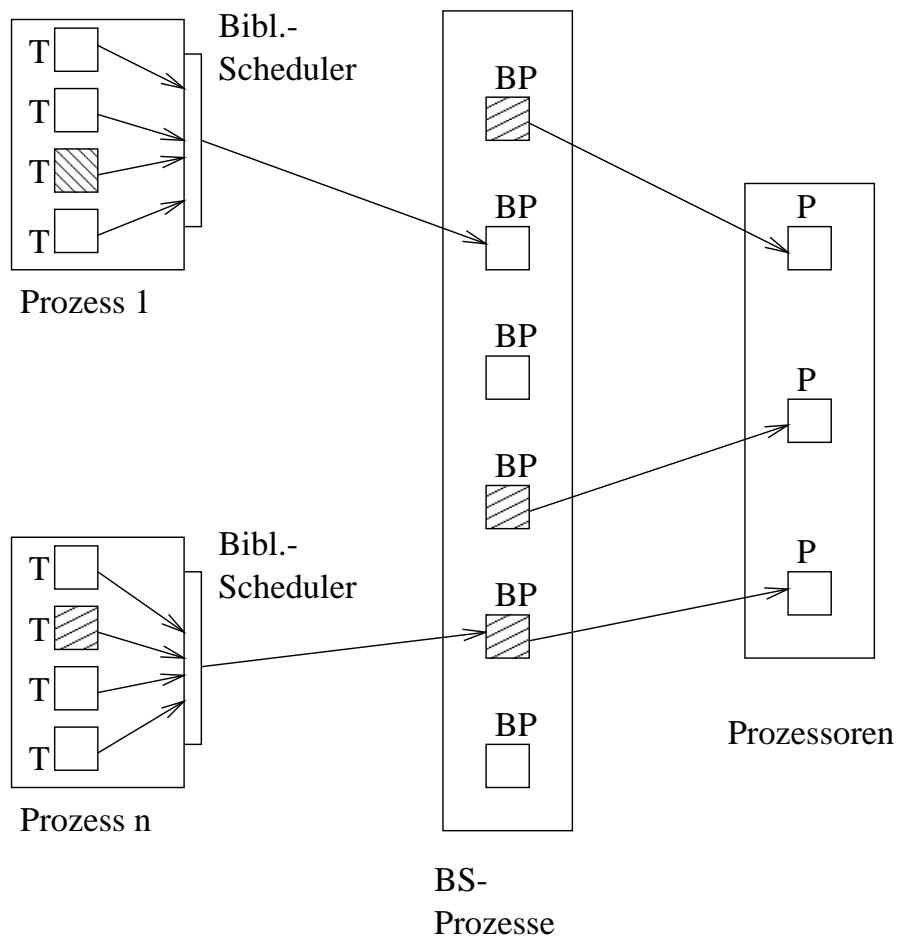 T
T
T
T
Bibl.-
Scheduler
Prozess 1
T
T
T
T
Bibl.-
Scheduler
Prozess n
BP
BP
BP
BP
BP
BP
BS-
Prozesse
P
P
P
Prozessoren